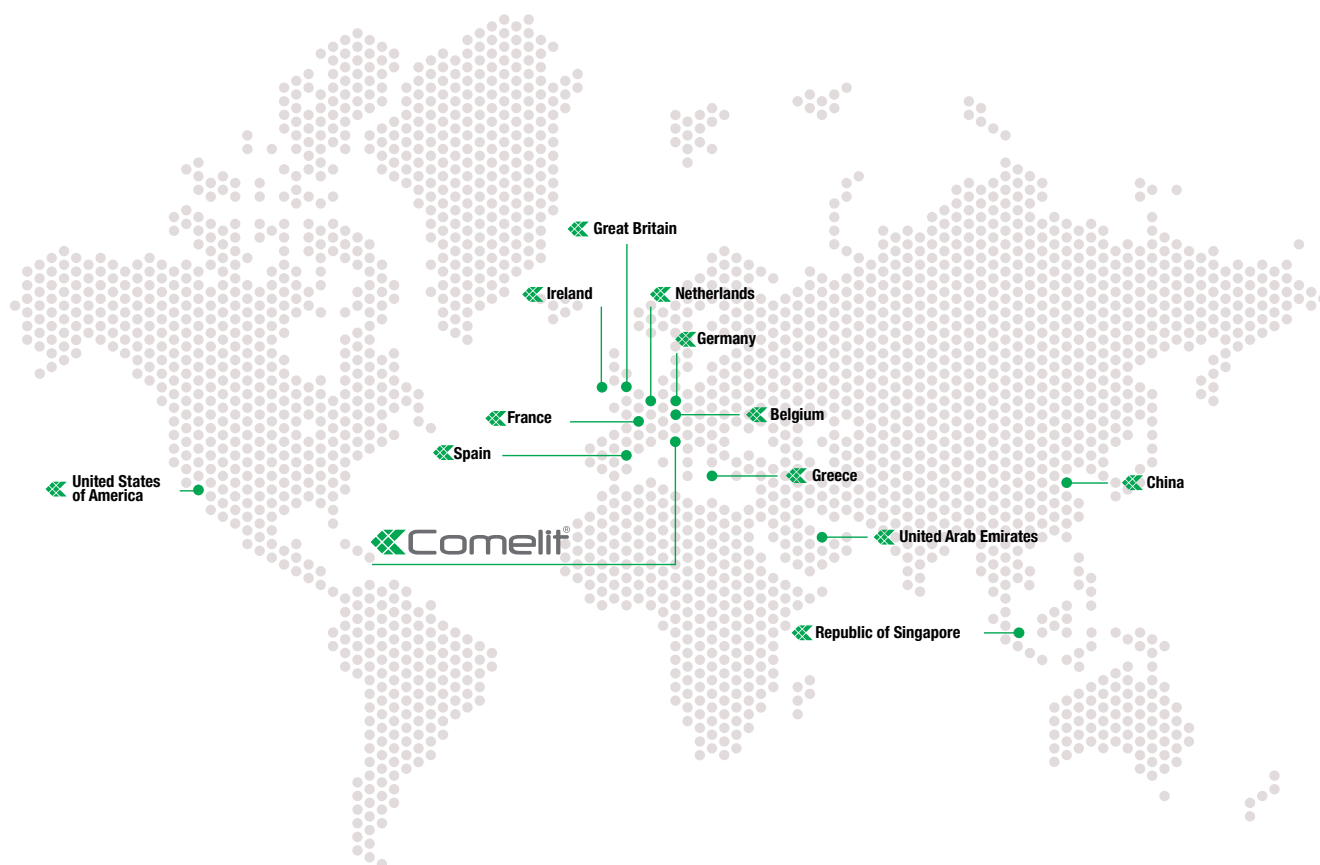 Great Britain
Ireland
Netherlands
Germany
France
Belgium
Spain
United States
of America
Greece
China
Comelit®
United Arab Emirates
Republic of Singapore